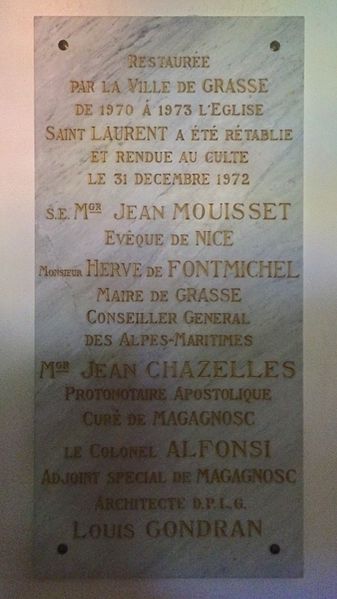 RESTAURÉE
PAR LA VILLE DE GRASSE
DE 1970 À 1973 L'EGLISE
SAINT LAURENT A ÉTÉ RÉTABLIE
ET RENDUE AU CULTE
LE 31 DECEMBRE 1972
S.E. MGR JEAN MOUISSET
EVÊQUE DE NICE
MONSIEUR HERVE DE FONTMICHEL
MAIRE DE GRASSE
CONSEILLER GENERAL
DES ALPES-MARITIMES
MGR JEAN CHAZELLES
PROTONOTAIRE APOSTOLIQUE
CURÉ DE MAGAGNOSC
LE COLONEL ALFONSI
ADJOINT SPECIAL DE MAGAGNOSC
ARCHITECTE D.P.L.G.
LOUIS GONDRAN